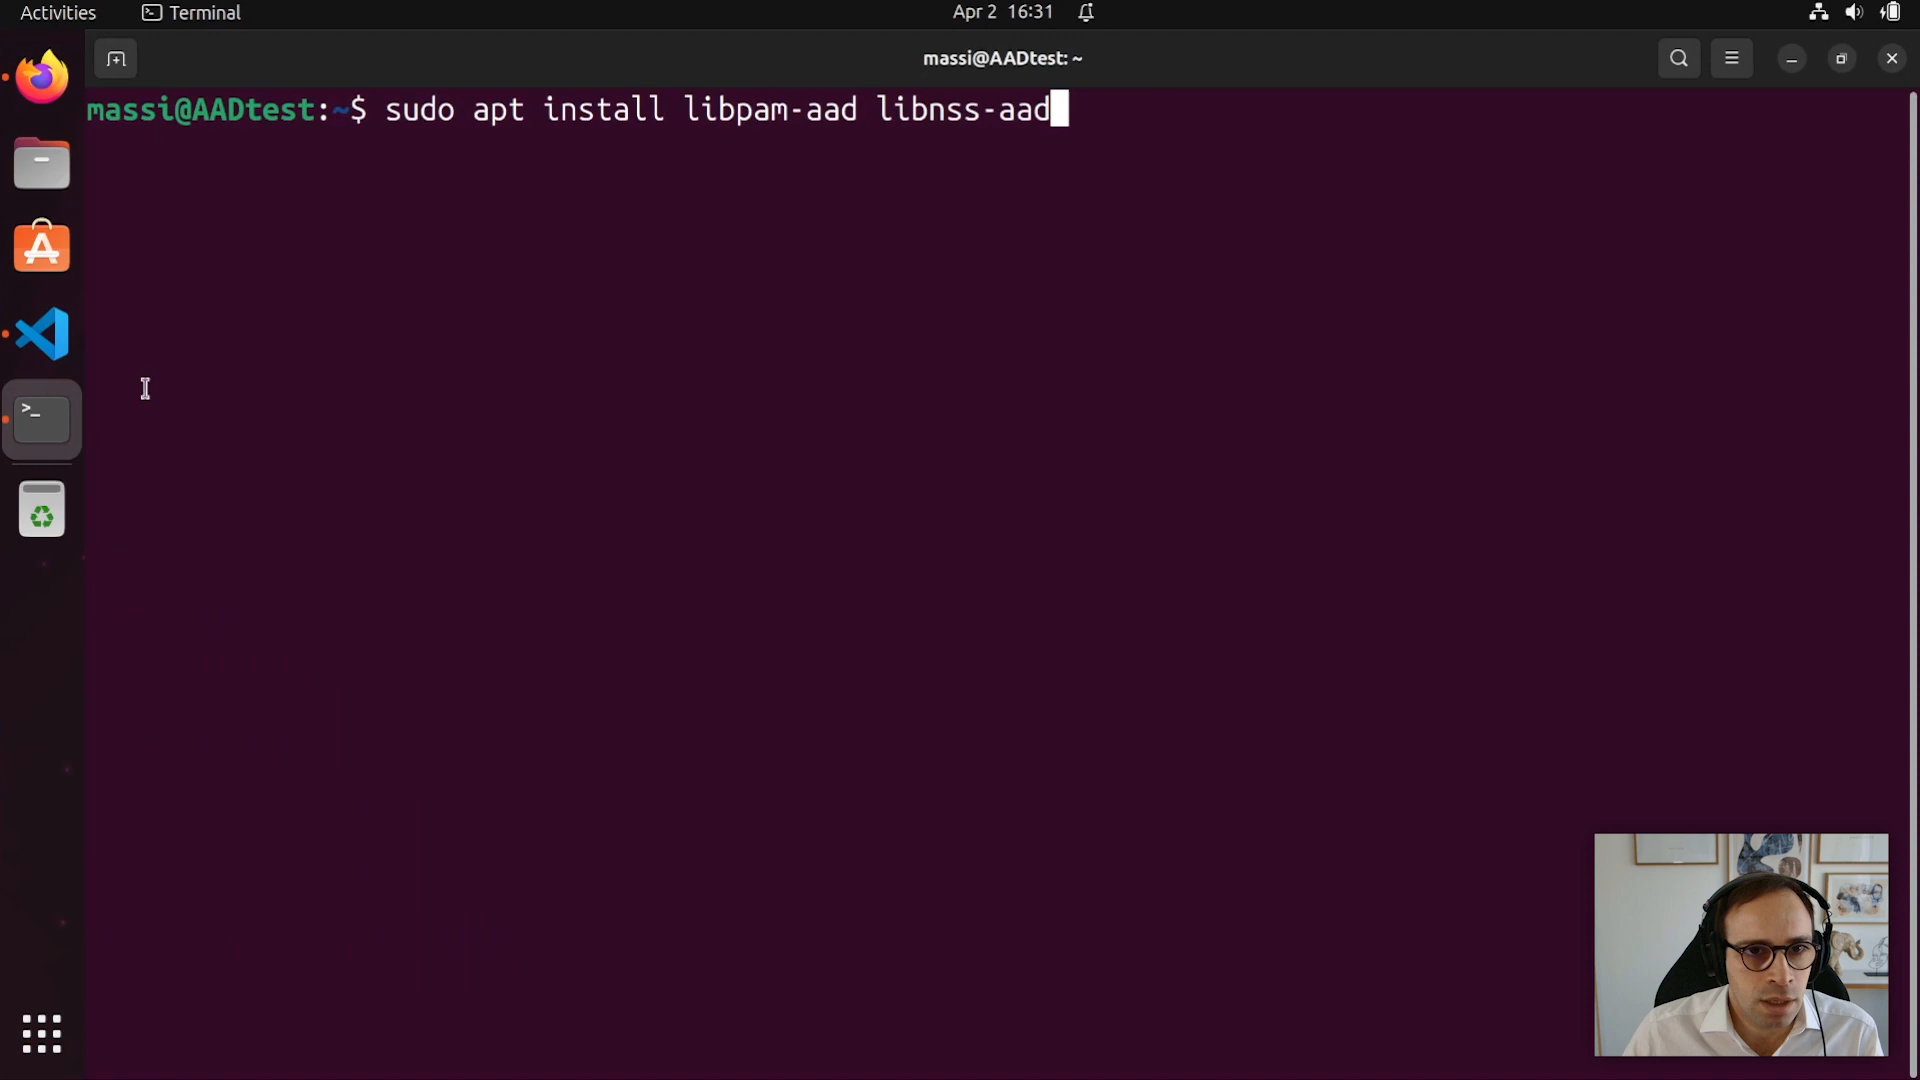 Activities
Terminal
Apr 2 16:31
massi@AADtest: ~
massi@AADtest:~$ sudo apt install libpam-aad libnss-aad